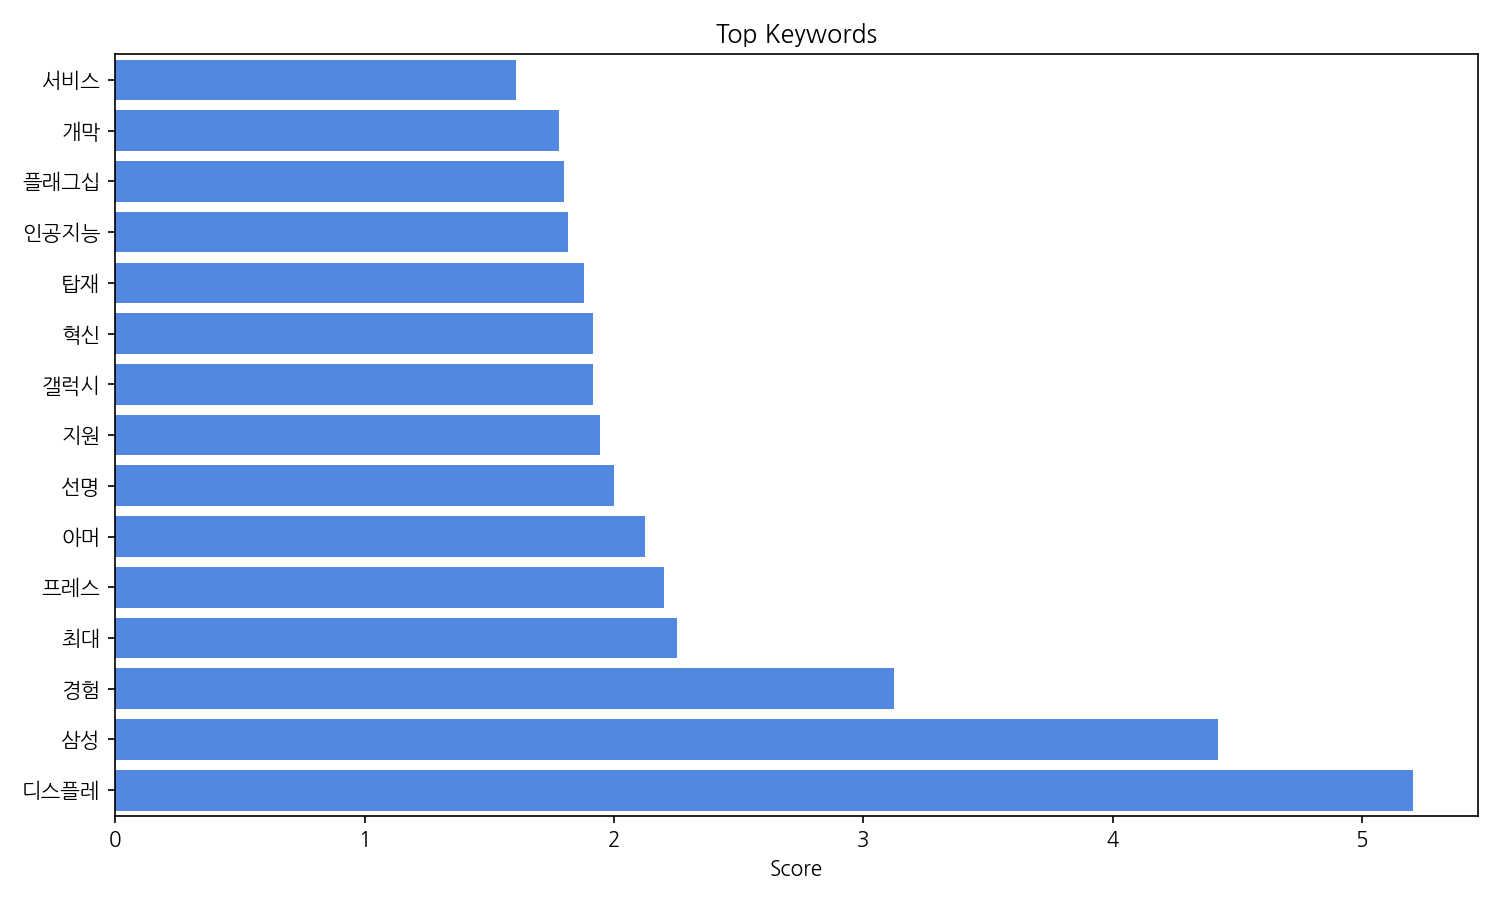 Top Keywords
서비스
개막
플래그십
인공지능
탑재
혁신
갤럭시
지원
선명
아머
프레스
최대
경험
삼성
디스플레
0 1 2 3 4 5
Score